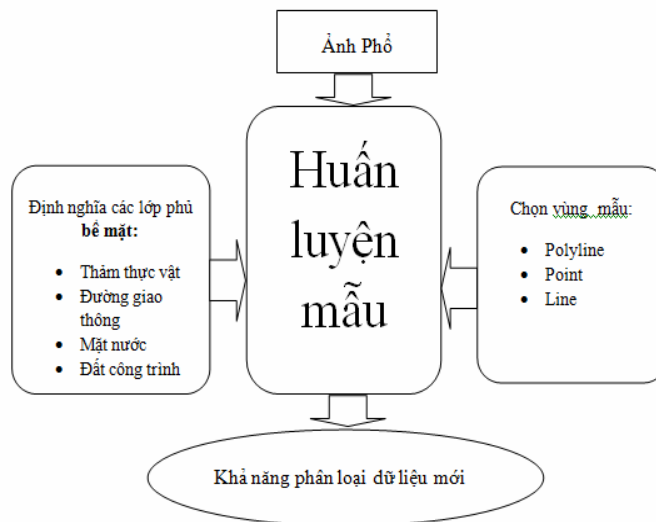 Ảnh Phổ
Định nghĩa các lớp phủ
bề mặt:
• Thảm thực vật
• Đường giao
thông
• Mặt nước
• Đất công trình
Huấn
luyện
mẫu
Chọn vùng mẫu:
• Polyline
• Point
• Line
Khả năng phân loại dữ liệu mới